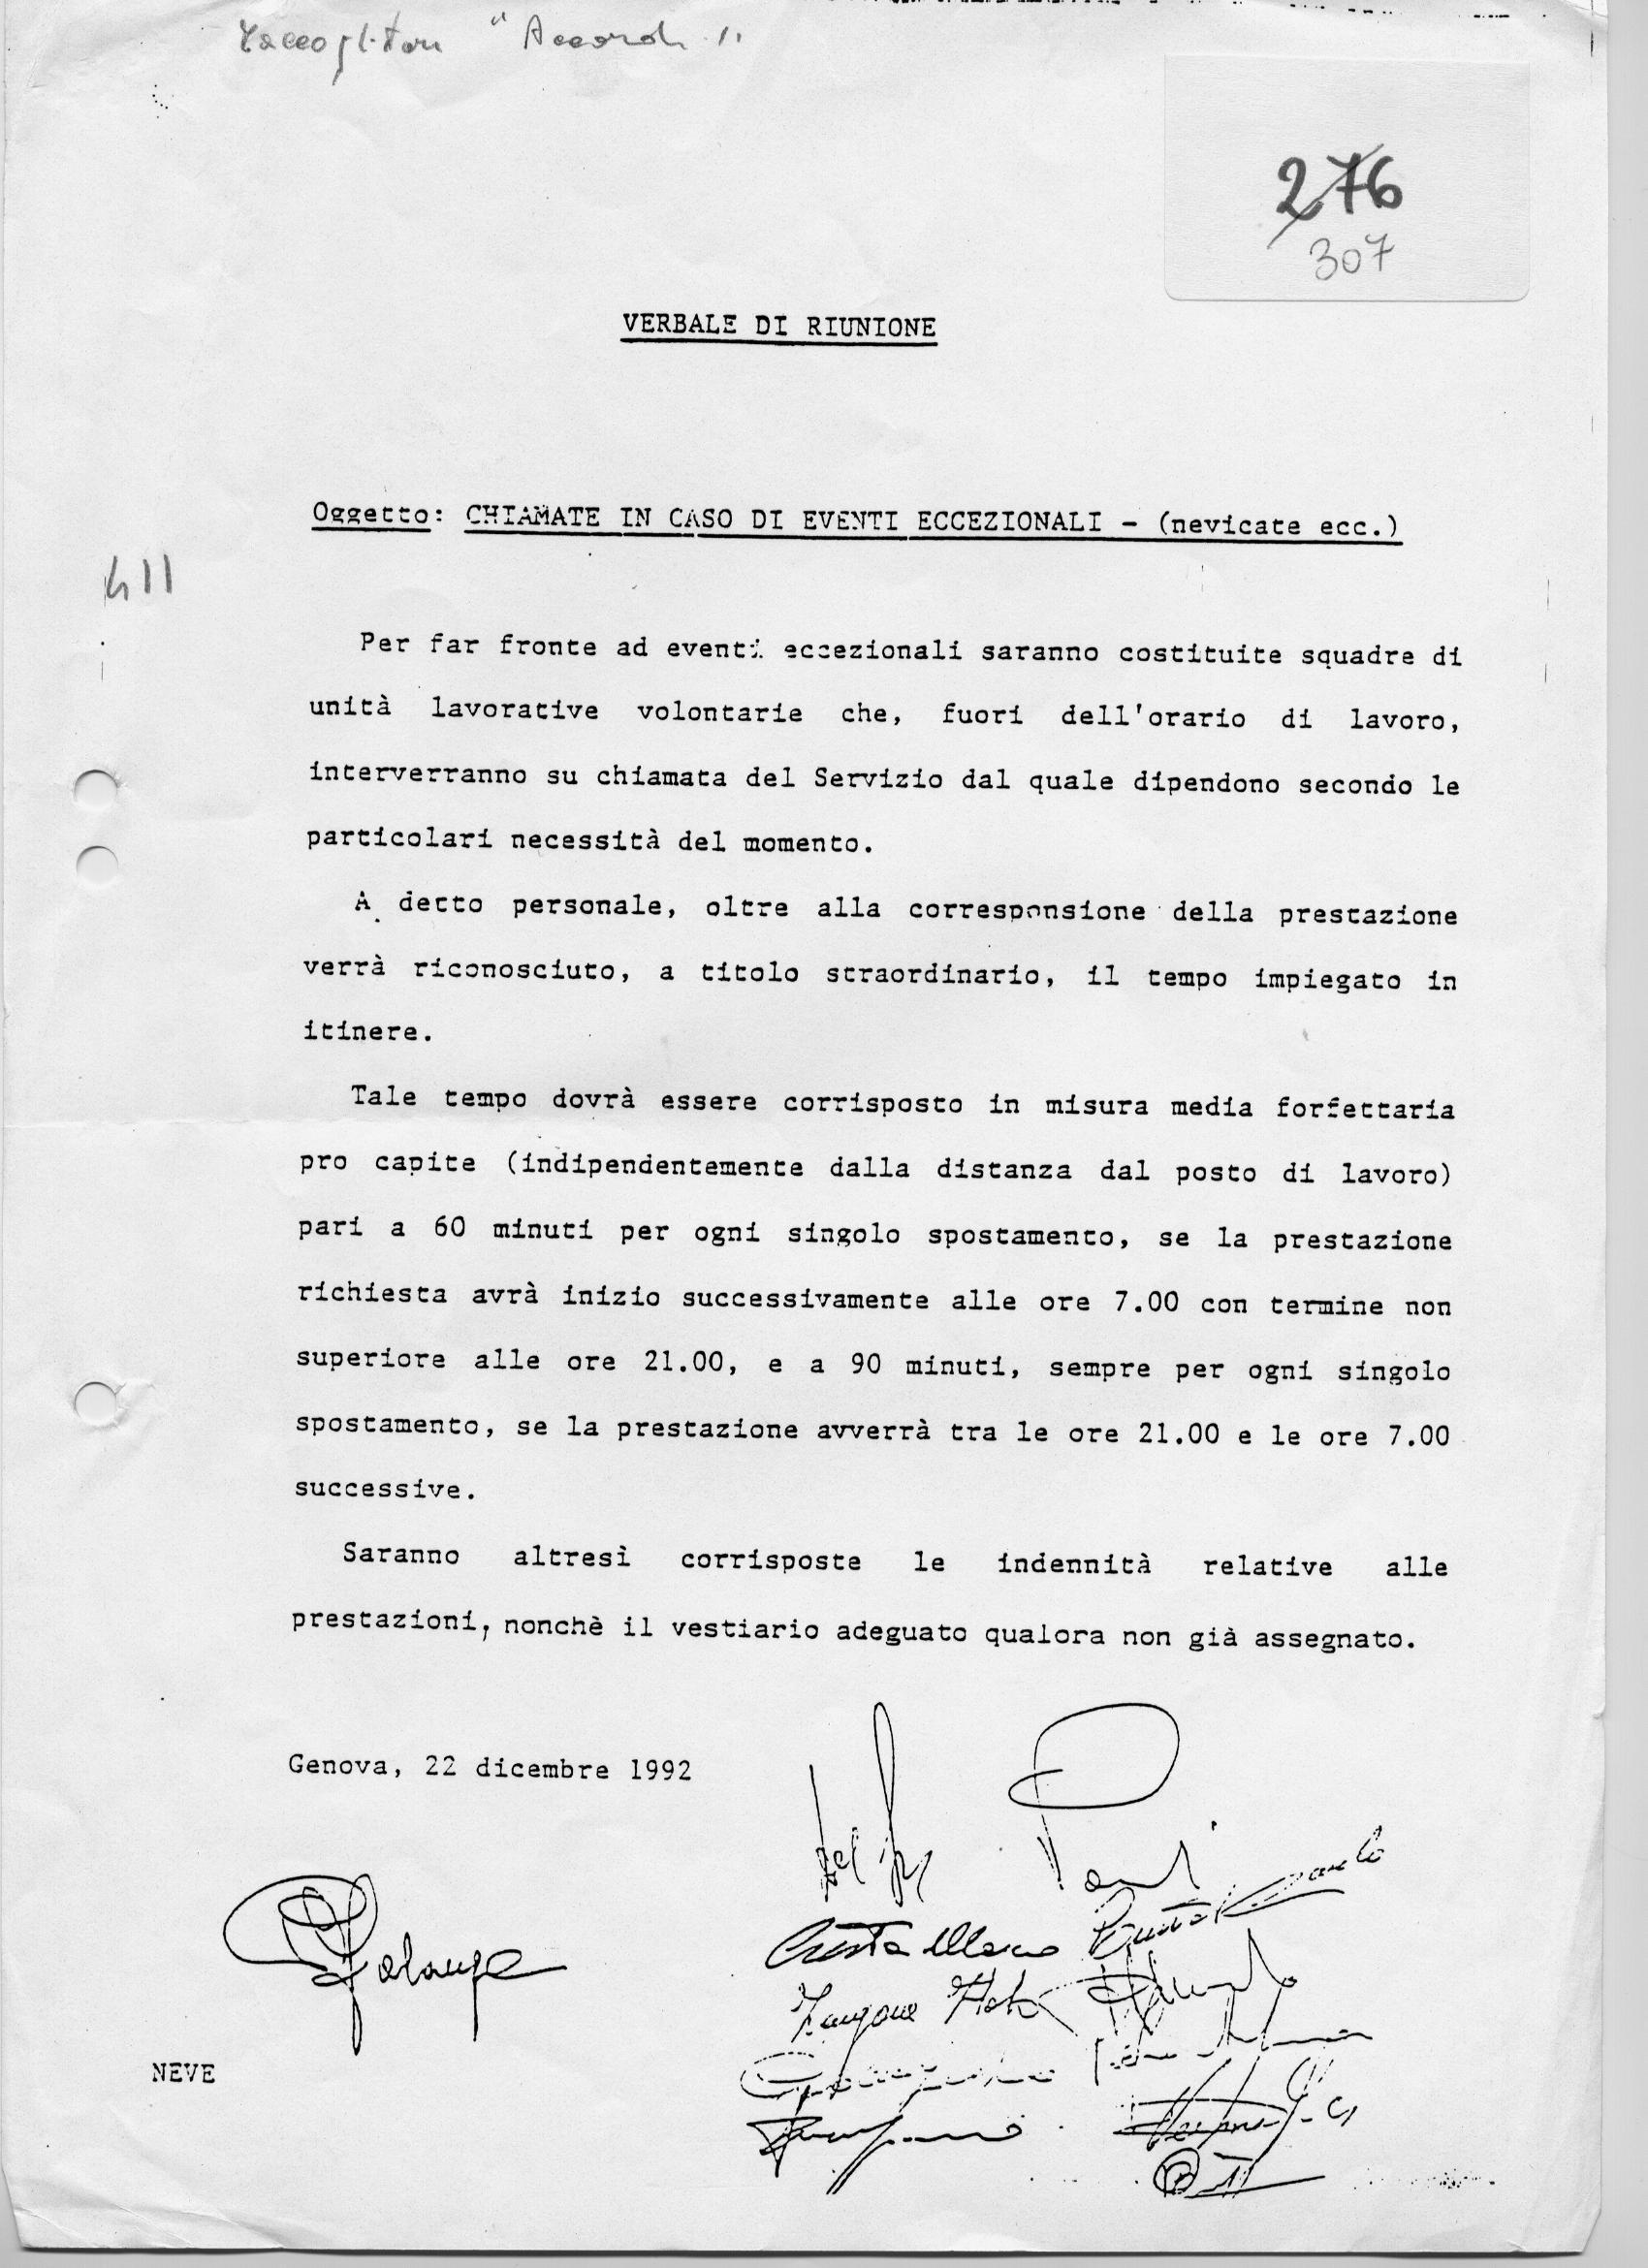 "Accordi"
276
307
VERBALE DI RIUNIONE
Oggetto: CHIAMATE IN CASO DI EVENTI ECCEZIONALI - (nevicate ecc.)
411
Per far fronte ad eventi eccezionali saranno costituite squadre di
unità lavorative volontarie che, fuori dell'orario di lavoro,
interverranno su chiamata del Servizio dal quale dipendono secondo le
particolari necessità del momento.
A detto personale, oltre alla corresponsione della prestazione
verrà riconosciuto, a titolo straordinario, il tempo impiegato in
itinere.
Tale tempo dovrà essere corrisposto in misura media forfettaria
pro capite (indipendentemente dalla distanza dal posto di lavoro)
pari a 60 minuti per ogni singolo spostamento, se la prestazione
richiesta avrà inizio successivamente alle ore 7.00 con termine non
superiore alle ore 21.00, e a 90 minuti, sempre per ogni singolo
spostamento, se la prestazione avverrà tra le ore 21.00 e le ore 7.00
successive.
Saranno altresì corrisposte le indennità relative alle
prestazioni, nonchè il vestiario adeguato qualora non già assegnato.
Genova, 22 dicembre 1992
NEVE